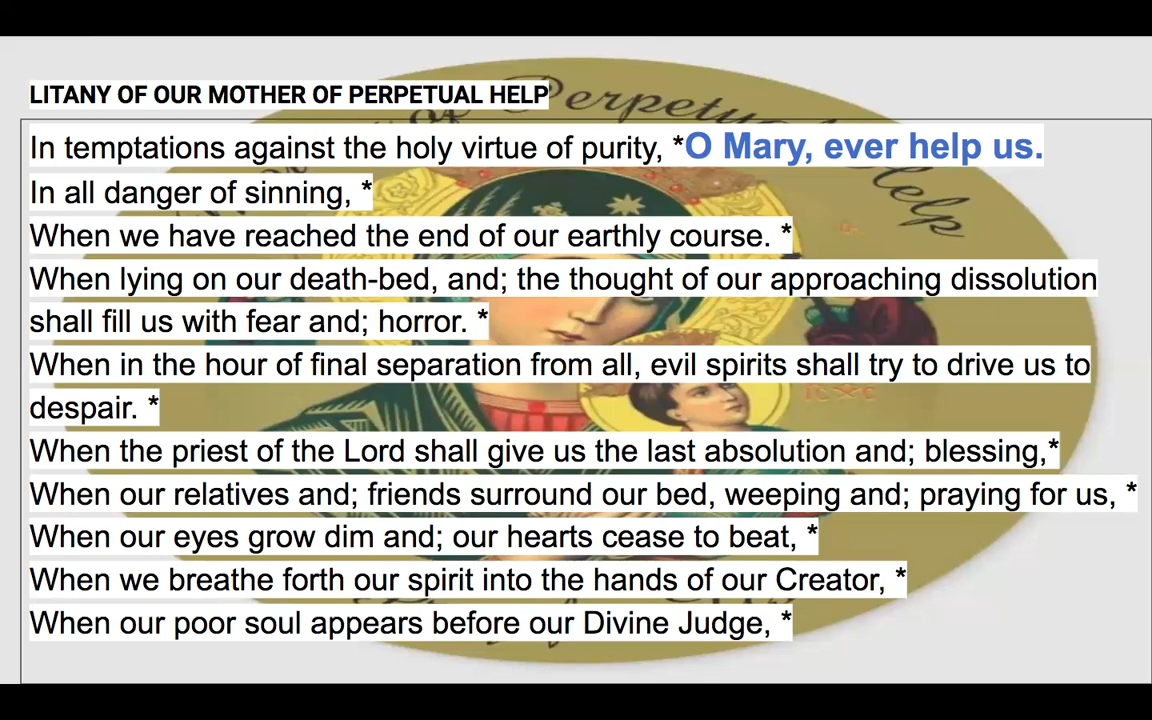 LITANY OF OUR MOTHER OF PERPETUAL HELP
of Perpetual Help
In temptations against the holy virtue of purity, *O Mary, ever help us.
In all danger of sinning, *
When we have reached the end of our earthly course. *
When lying on our death-bed, and; the thought of our approaching dissolution
shall fill us with fear and; horror. *
When in the hour of final separation from all, evil spirits shall try to drive us to
despair. *
When the priest of the Lord shall give us the last absolution and; blessing,*
When our relatives and; friends surround our bed, weeping and; praying for us, *
When our eyes grow dim and; our hearts cease to beat, *
When we breathe forth our spirit into the hands of our Creator, *
When our poor soul appears before our Divine Judge, *